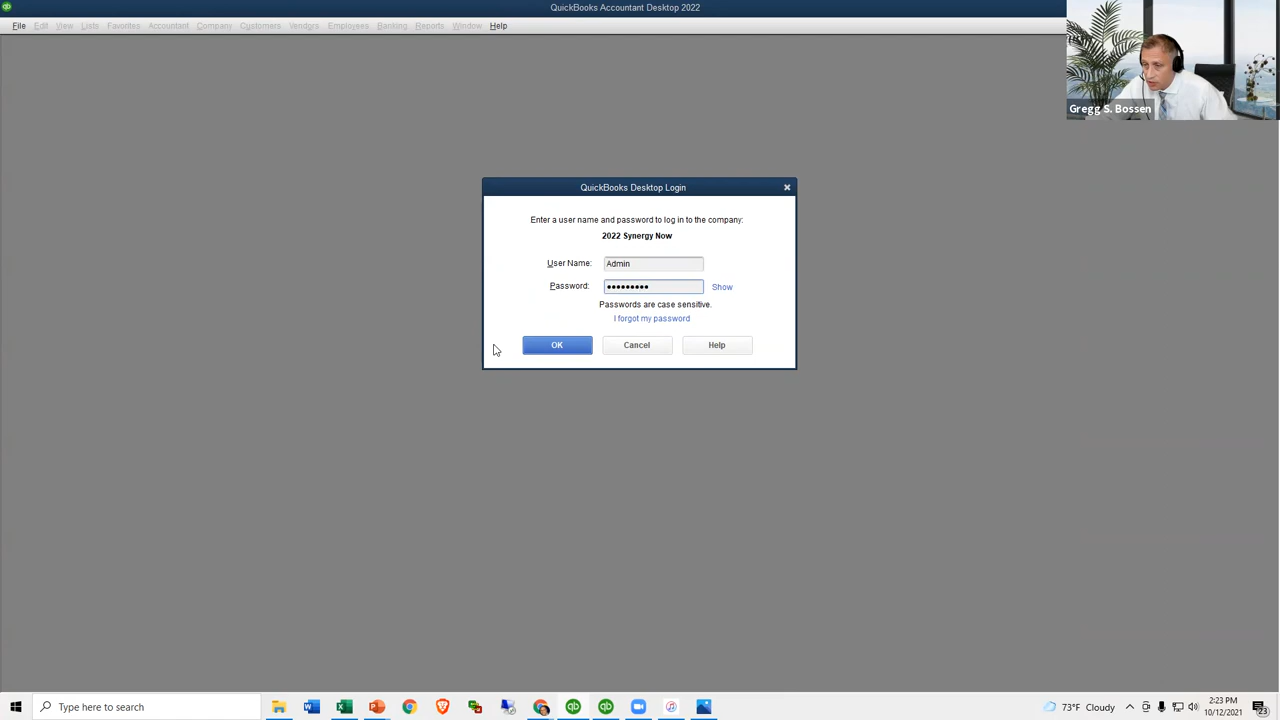 QuickBooks Accountant Desktop 2022
File Edit View Lists Favorites Accountant Company Customers Vendors Employees Banking Reports Window Help
Gregg S. Bossen
QuickBooks Desktop Login
Enter a user name and password to log in to the company:
2022 Synergy Now
User Name: Admin
Password: ••••••••• Show
Passwords are case sensitive.
I forgot my password
OK Cancel Help
Type here to search
73°F Cloudy
2:23 PM
10/12/2021
23